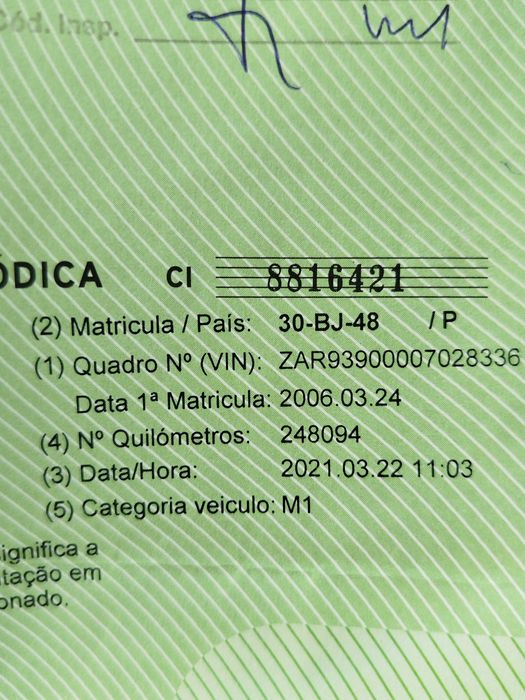 Cód. Insp.
ÓDICA CI 8816421
(2) Matricula / País: 30-BJ-48 / P
(1) Quadro Nº (VIN): ZAR93900007028336
Data 1ª Matricula: 2006.03.24
(4) Nº Quilómetros: 248094
(3) Data/Hora: 2021.03.22 11:03
(5) Categoria veiculo: M1
ignifica a
tação em
onado.